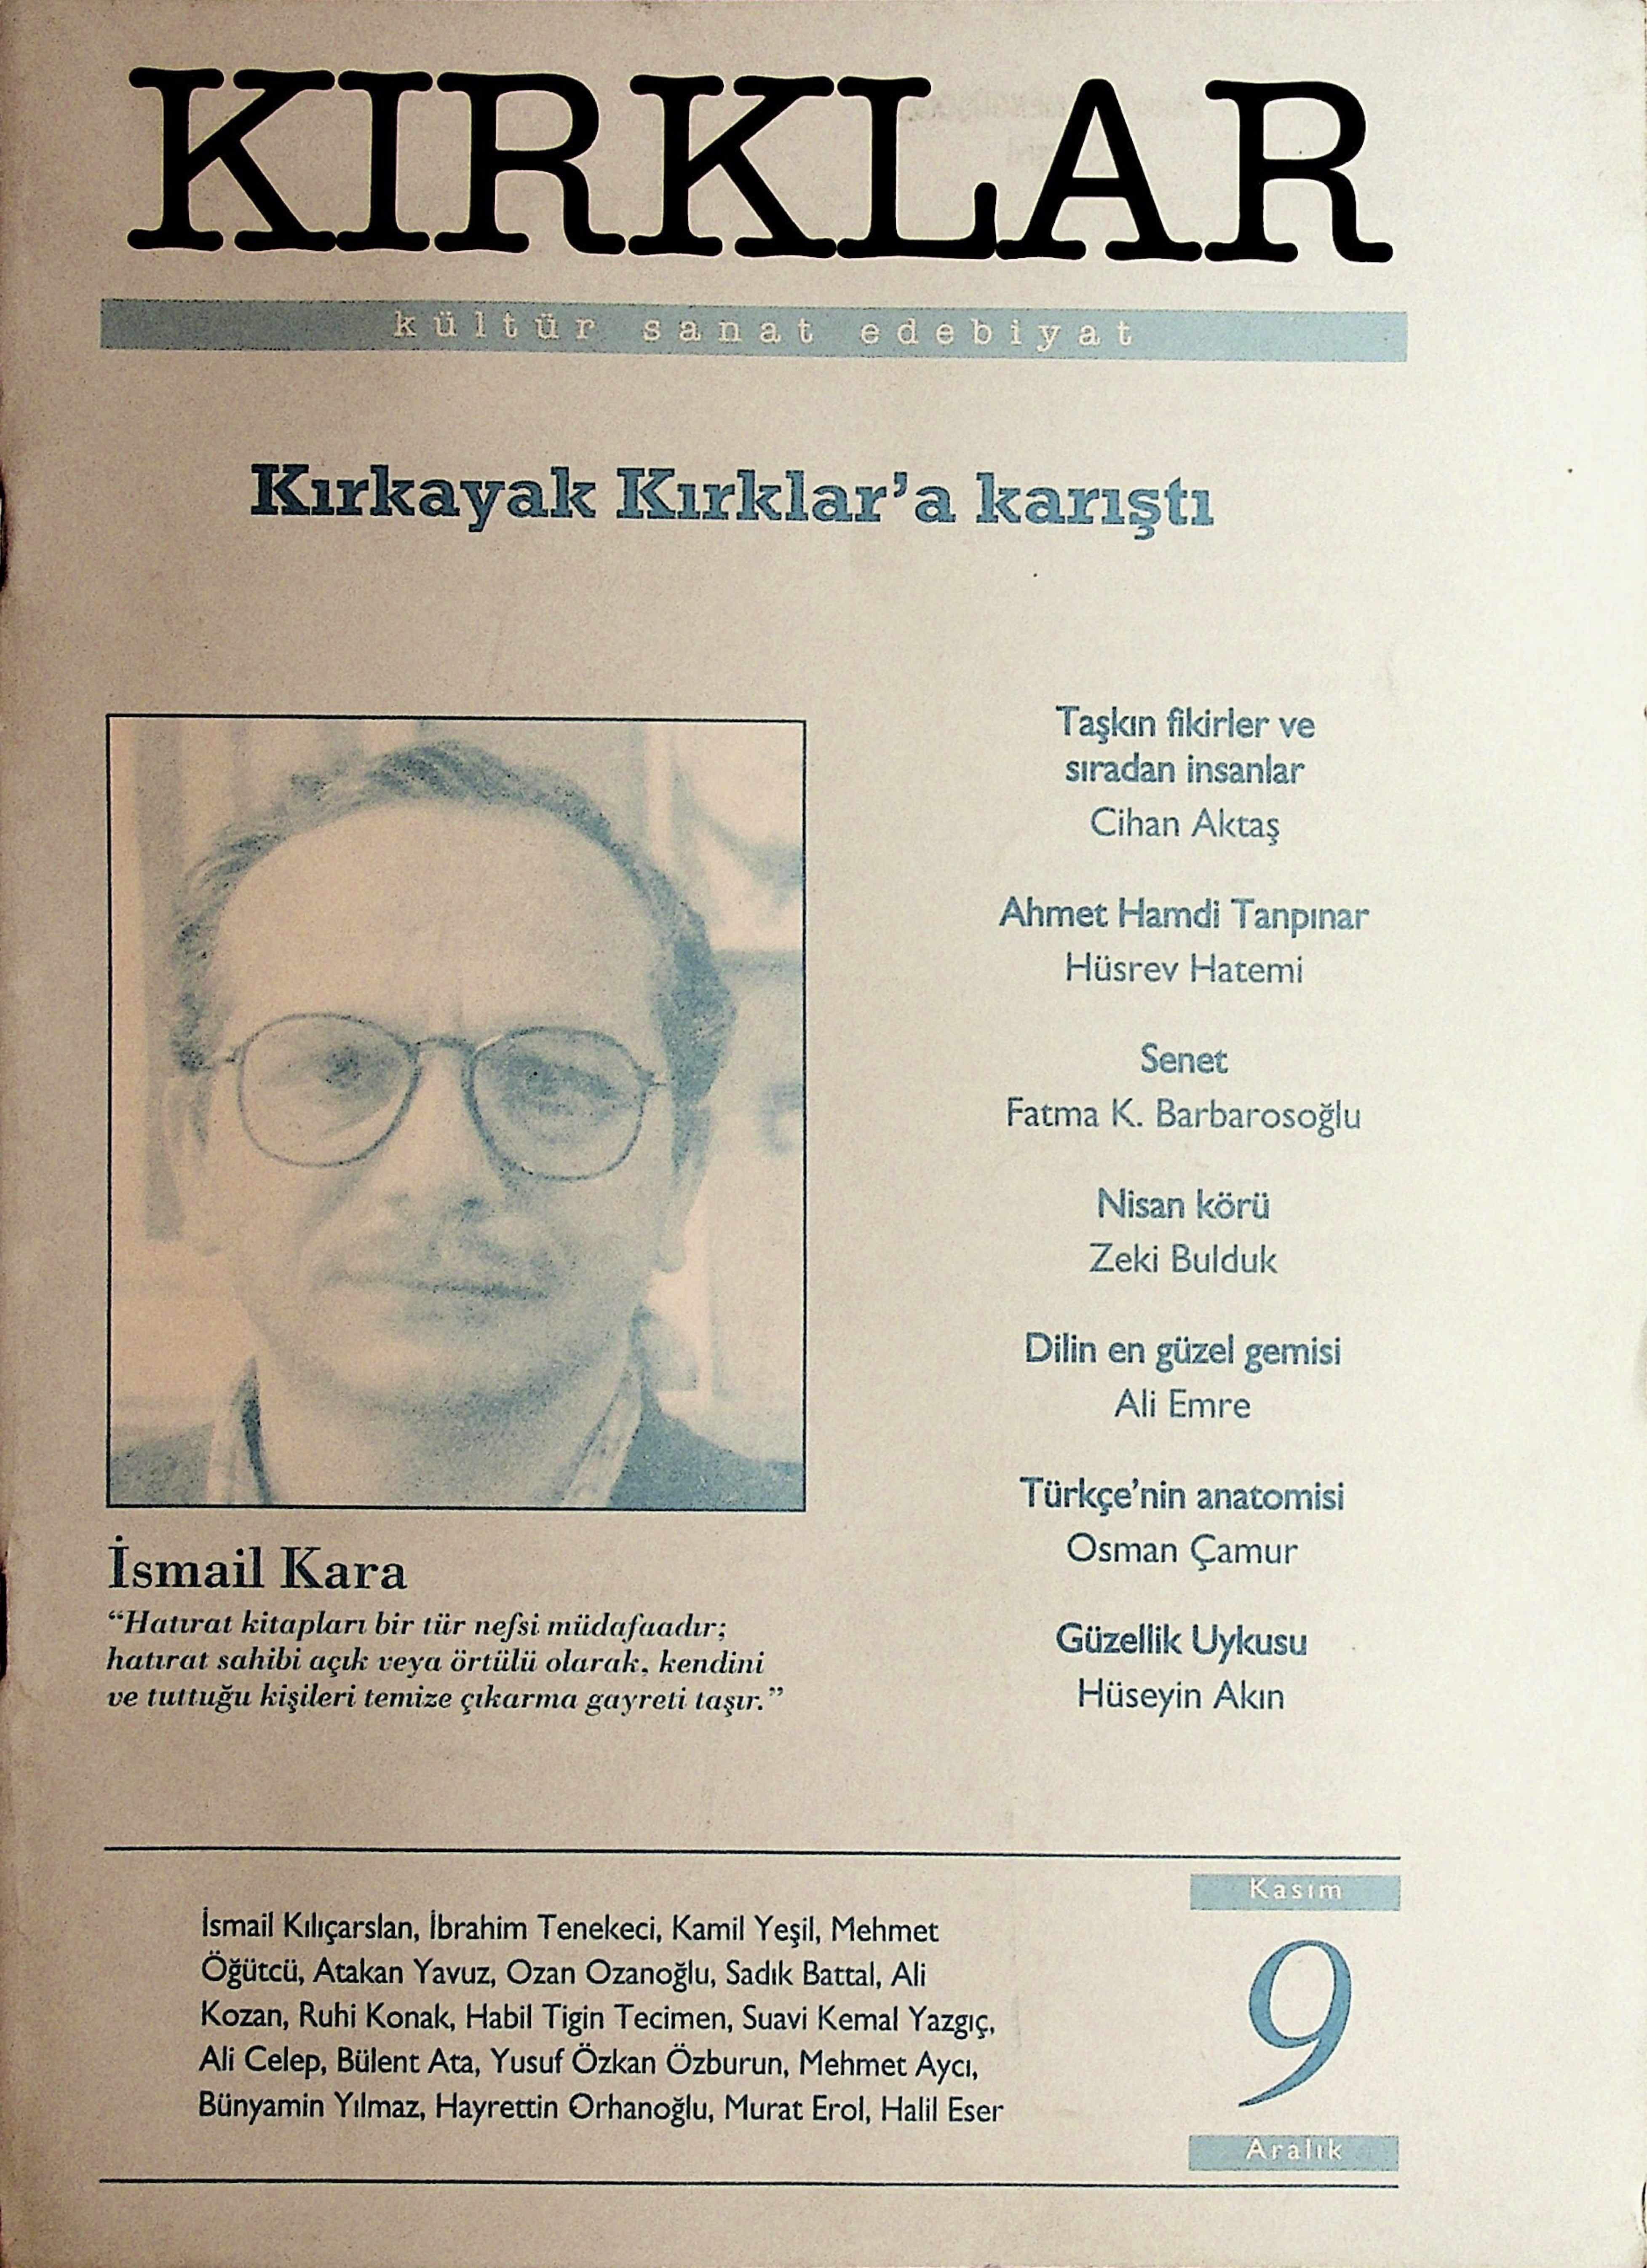 KIRKLAR
kültür sanat edebiyat
Kırkayak Kırklar’a karıştı
Taşkın fikirler ve
sıradan insanlar
Cihan Aktaş
Ahmet Hamdi Tanpınar
Hüsrev Hatemi
Senet
Fatma K. Barbarosoğlu
Nisan körü
Zeki Bulduk
Dilin en güzel gemisi
Ali Emre
Türkçe’nin anatomisi
Osman Çamur
Güzellik Uykusu
Hüseyin Akın
İsmail Kara
“Hatırat kitapları bir tür nefsi müdafaadır;
hatırat sahibi açık veya örtülü olarak, kendini
ve tuttuğu kişileri temize çıkarma gayreti taşır.”
İsmail Kılıçarslan, İbrahim Tenekeci, Kamil Yeşil, Mehmet
Öğütcü, Atakan Yavuz, Ozan Ozanoğlu, Sadık Battal, Ali
Kozan, Ruhi Konak, Habil Tigin Tecimen, Suavi Kemal Yazgıç,
Ali Celep, Bülent Ata, Yusuf Özkan Özburun, Mehmet Aycı,
Bünyamin Yılmaz, Hayrettin Orhanoğlu, Murat Erol, Halil Eser
Kasım
9
Aralık